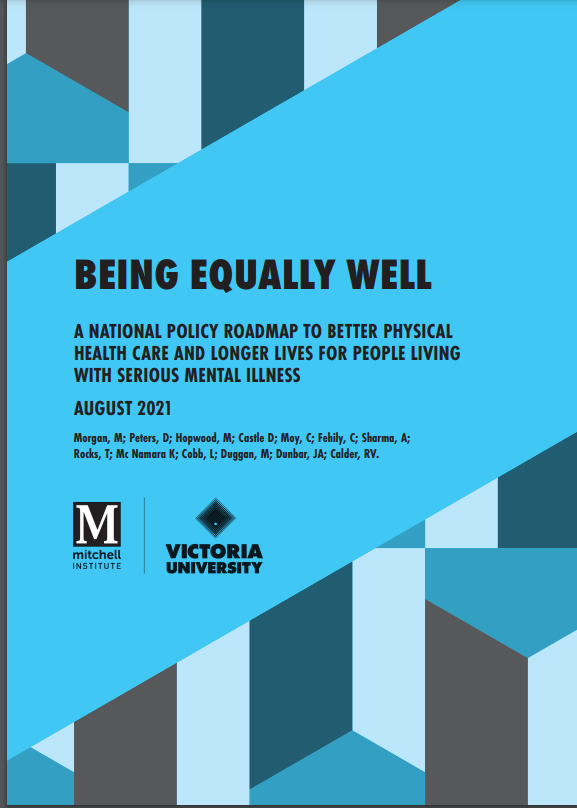 BEING EQUALLY WELL
A NATIONAL POLICY ROADMAP TO BETTER PHYSICAL
HEALTH CARE AND LONGER LIVES FOR PEOPLE LIVING
WITH SERIOUS MENTAL ILLNESS
AUGUST 2021
Morgan, M; Peters, D; Hopwood, M; Castle D; Moy, C; Fehily, C; Sharma, A;
Rocks, T; Mc Namara K; Cobb, L; Duggan, M; Dunbar, JA; Calder, RV.
M
mitchell
INSTITUTE
VICTORIA
UNIVERSITY